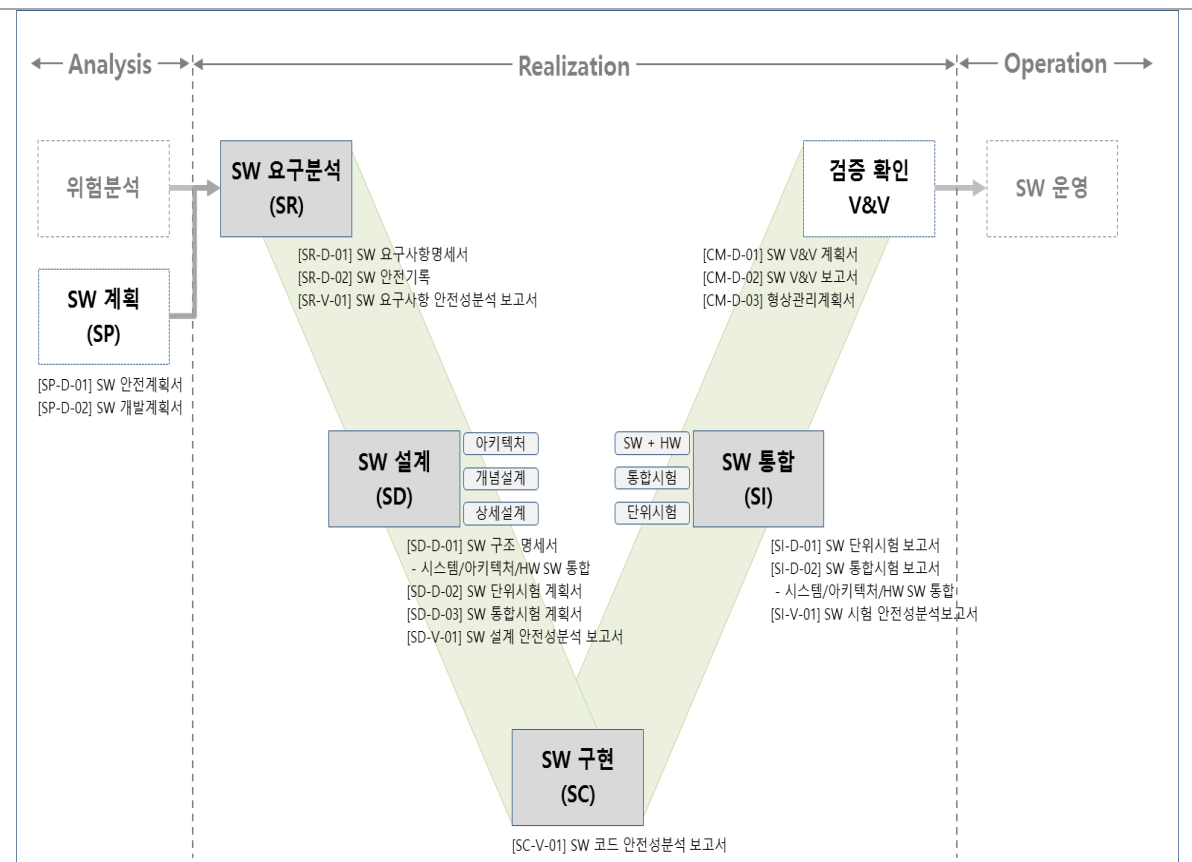 Analysis
Realization
Operation
위험분석
SW 요구분석
(SR)
검증 확인
V&V
SW 운영
[SR-D-01] SW 요구사항명세서
[SR-D-02] SW 안전기록
[SR-V-01] SW 요구사항 안전성분석 보고서
[CM-D-01] SW V&V 계획서
[CM-D-02] SW V&V 보고서
[CM-D-03] 형상관리계획서
SW 계획
(SP)
[SP-D-01] SW 안전계획서
[SP-D-02] SW 개발계획서
SW 설계
(SD)
아키텍처
개념설계
상세설계
SW + HW
통합시험
단위시험
SW 통합
(SI)
[SD-D-01] SW 구조 명세서
- 시스템/아키텍처/HW SW 통합
[SD-D-02] SW 단위시험 계획서
[SD-D-03] SW 통합시험 계획서
[SD-V-01] SW 설계 안전성분석 보고서
[SI-D-01] SW 단위시험 보고서
[SI-D-02] SW 통합시험 보고서
- 시스템/아키텍처/HW SW 통합
[SI-V-01] SW 시험 안전성분석보고서
SW 구현
(SC)
[SC-V-01] SW 코드 안전성분석 보고서